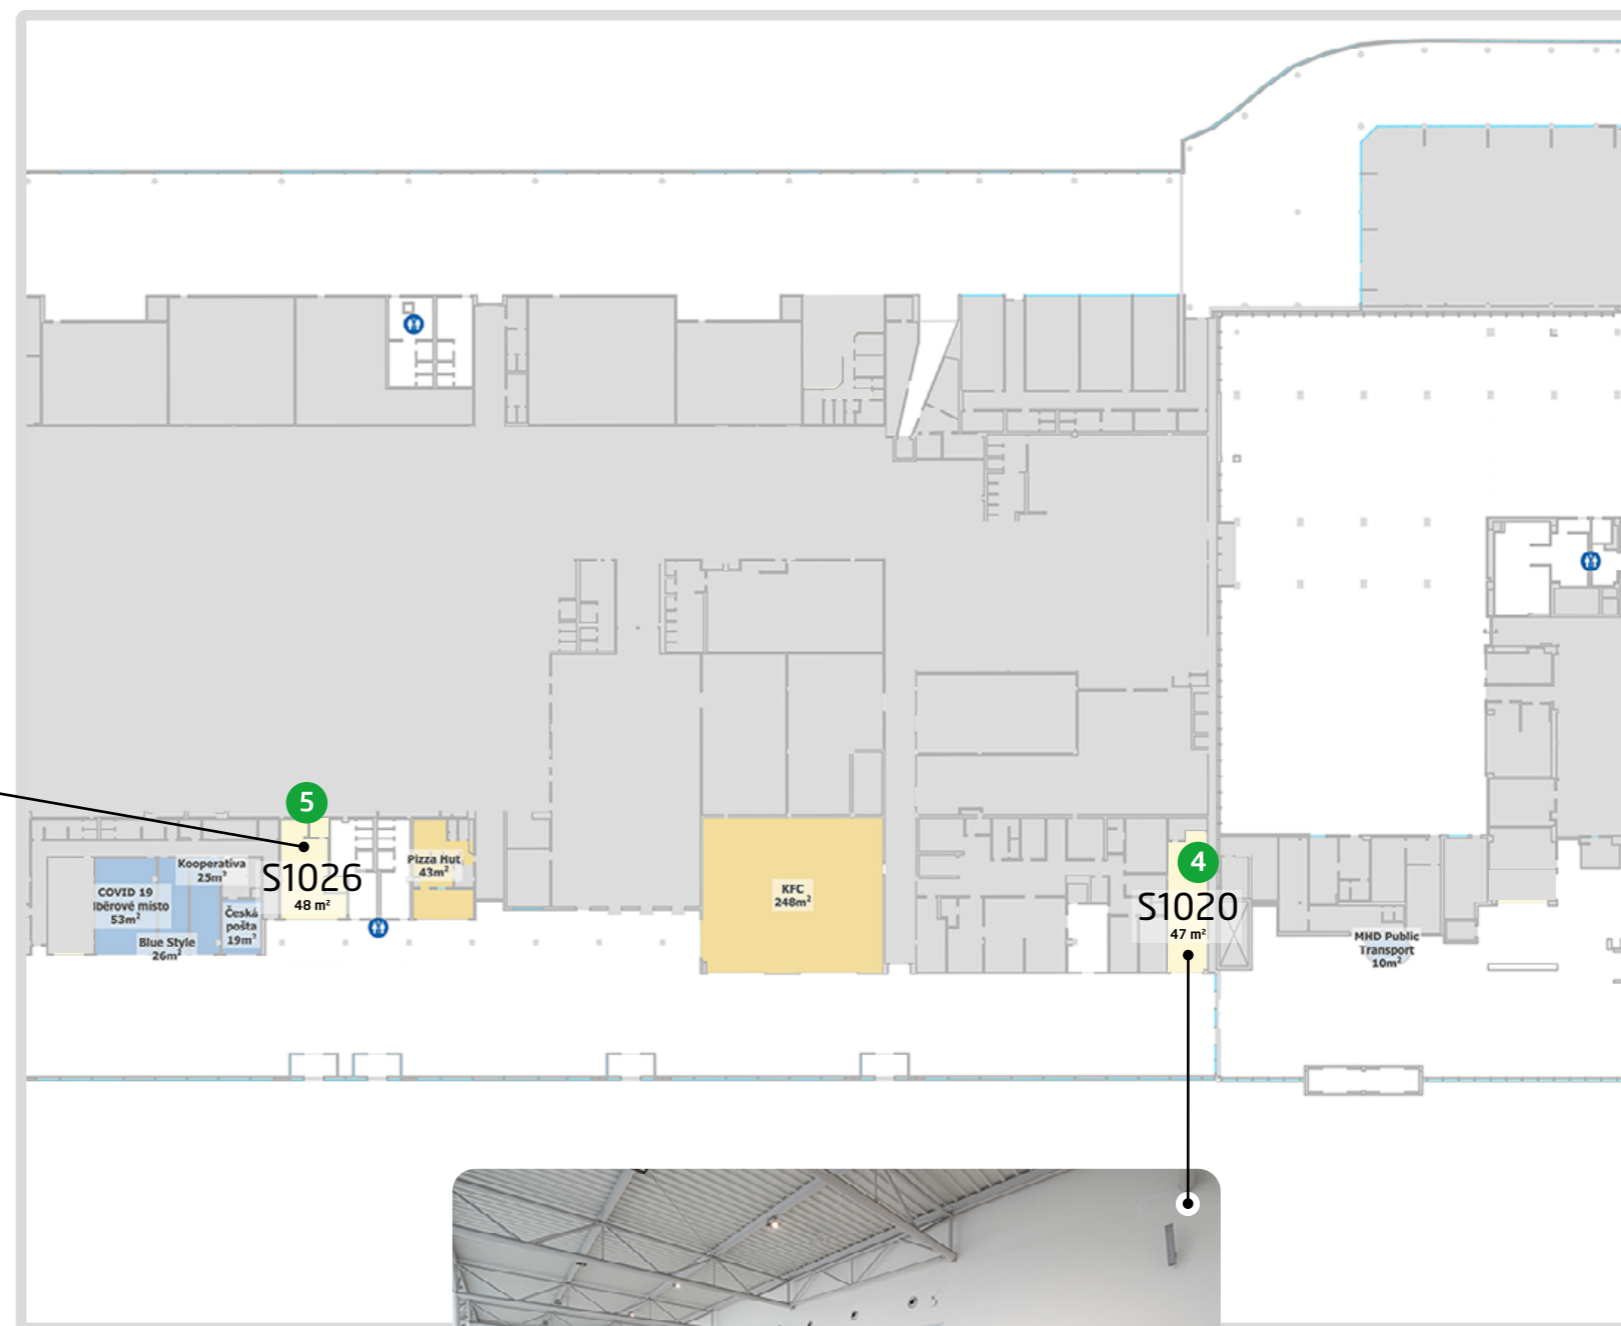 5
S1026
48 m²
Kooperativa
25m²
COVID 19
běrové místo
53m²
Blue Style
26m²
Česká
pošta
19m²
Pizza Hut
43m²
KFC
248m²
4
S1020
47 m²
MHD Public
Transport
10m²